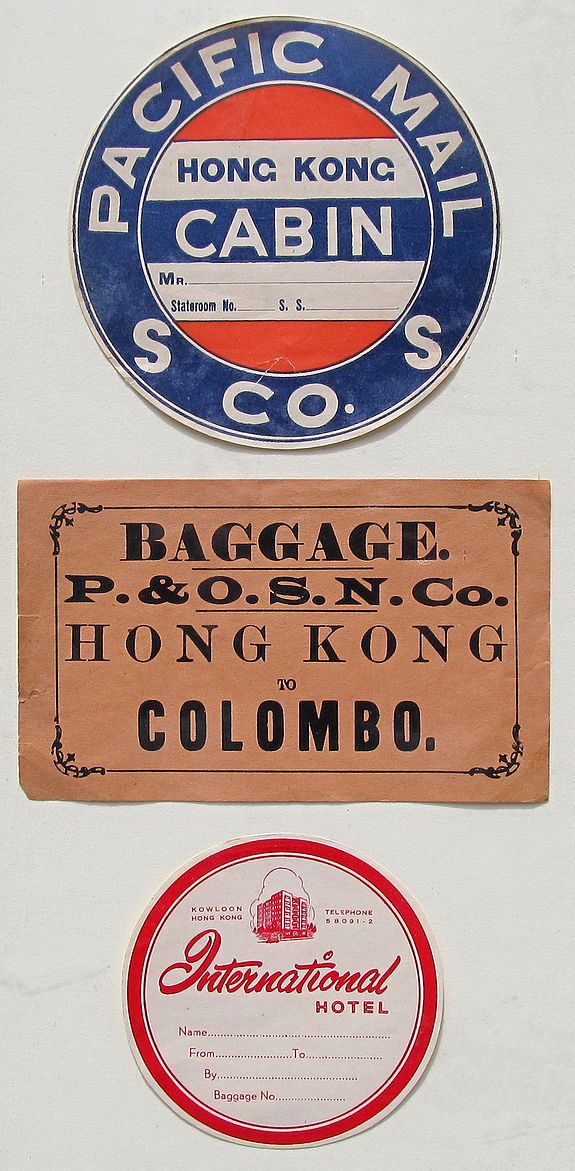 PACIFIC MAIL
S S
CO.
HONG KONG
CABIN
MR.
Stateroom No. S. S.
BAGGAGE.
P. & O. S. N. Co.
HONG KONG
TO
COLOMBO.
KOWLOON
HONG KONG
TELEPHONE
58091-2
International
HOTEL
Name
From To
By
Baggage No.